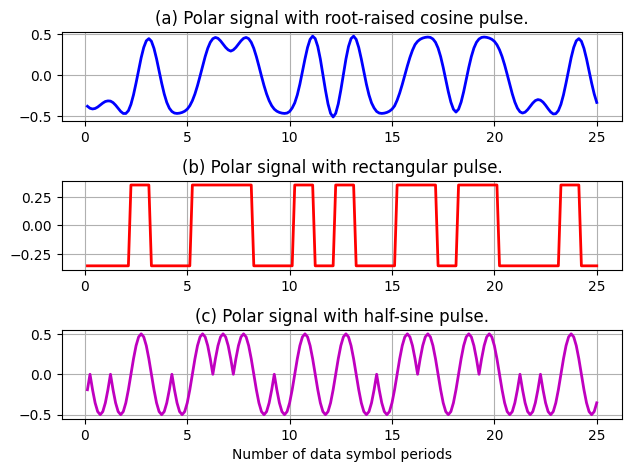 (a) Polar signal with root-raised cosine pulse.
0.5
0.0
−0.5
0 5 10 15 20 25
(b) Polar signal with rectangular pulse.
0.25
0.00
−0.25
0 5 10 15 20 25
(c) Polar signal with half-sine pulse.
0.5
0.0
−0.5
0 5 10 15 20 25
Number of data symbol periods